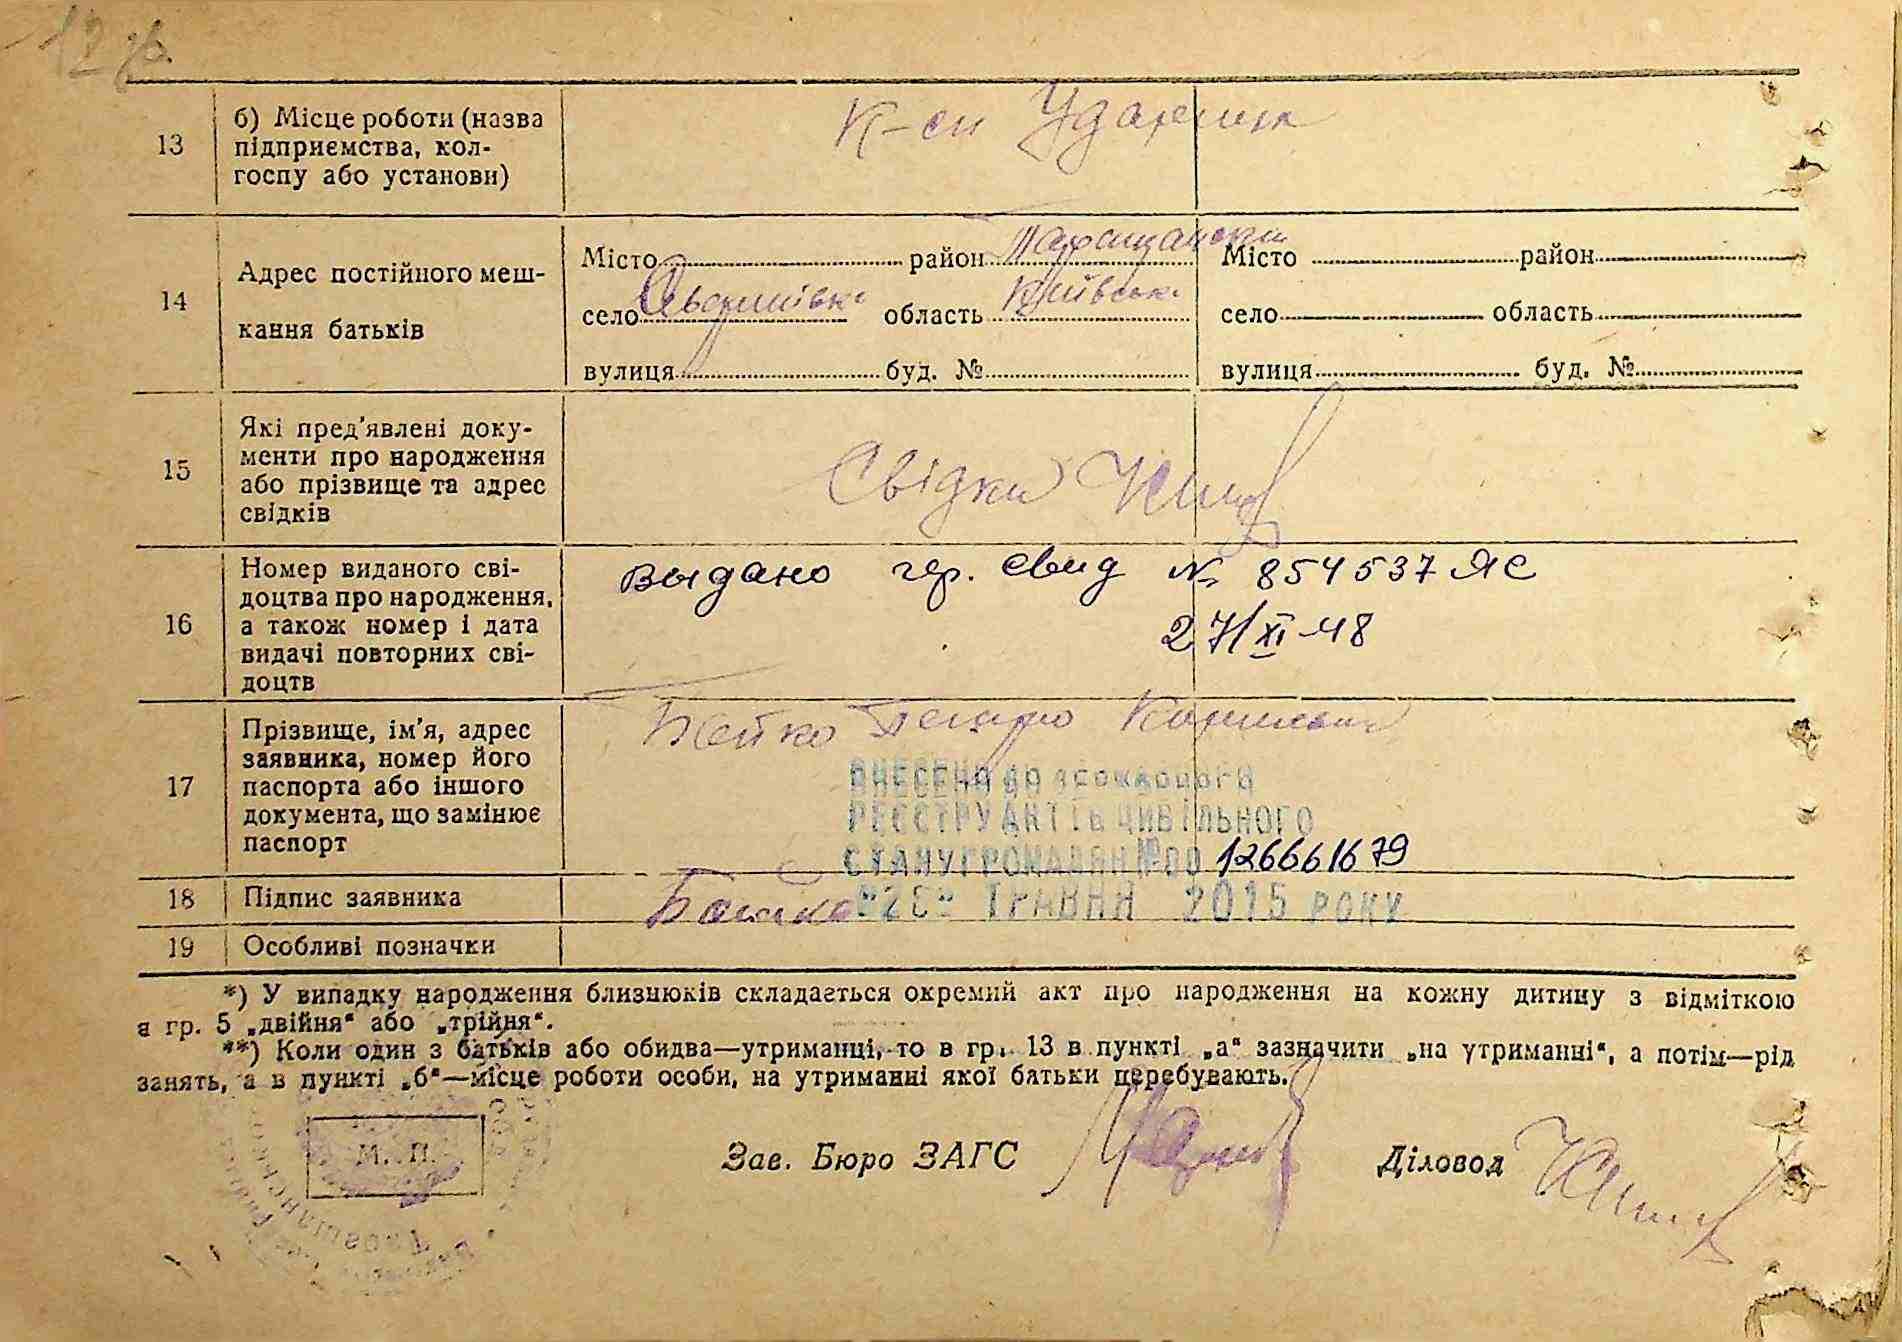 13
б) Місце роботи (назва
підприємства, кол-
госпу або установи)
К-сп Ударник
14
Адрес постійного меш-
кання батьків
Місто район Таращанськи
село область Київськ
вулиця буд. №
Місто район
село область
вулиця буд. №
15
Які пред'явлені доку-
менти про народження
або прізвище та адрес
свідків
Свідки
16
Номер виданого сві-
доцтва про народження,
а також номер і дата
видачі повторних сві-
доцтв
Выдано гер. свид № 854537 ЯС
27/XI-48
17
Прізвище, ім'я, адрес
заявника, номер його
паспорта або іншого
документа, що замінює
паспорт
Петро
ВНЕСЕНО ДО ДЕРЖАВНОГО
РЕЄСТРУ АКТІВ ЦИВІЛЬНОГО
СТАНУ ГРОМАДЯН № 00 126661679
ТРАВНЯ 2015 РОКУ
18
Підпис заявника
19
Особливі позначки
*) У випадку народження близнюків складається окремий акт про народження на кожну дитину з відміткою
в гр. 5 „двійня“ або „трійня“.
**) Коли один з батьків або обидва—утриманці, то в гр. 13 в пункті „а“ зазначити „на утриманні“, а потім—рід
занять, а в пункті „б“—місце роботи особи, на утриманні якої батьки перебувають.
М. П.
Зав. Бюро ЗАГС
Діловод